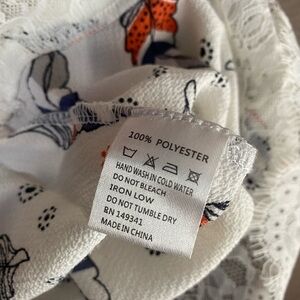 100% POLYESTER
HAND WASH IN COLD WATER
DO NOT BLEACH
IRON LOW
DO NOT TUMBLE DRY
RN 149341
MADE IN CHINA